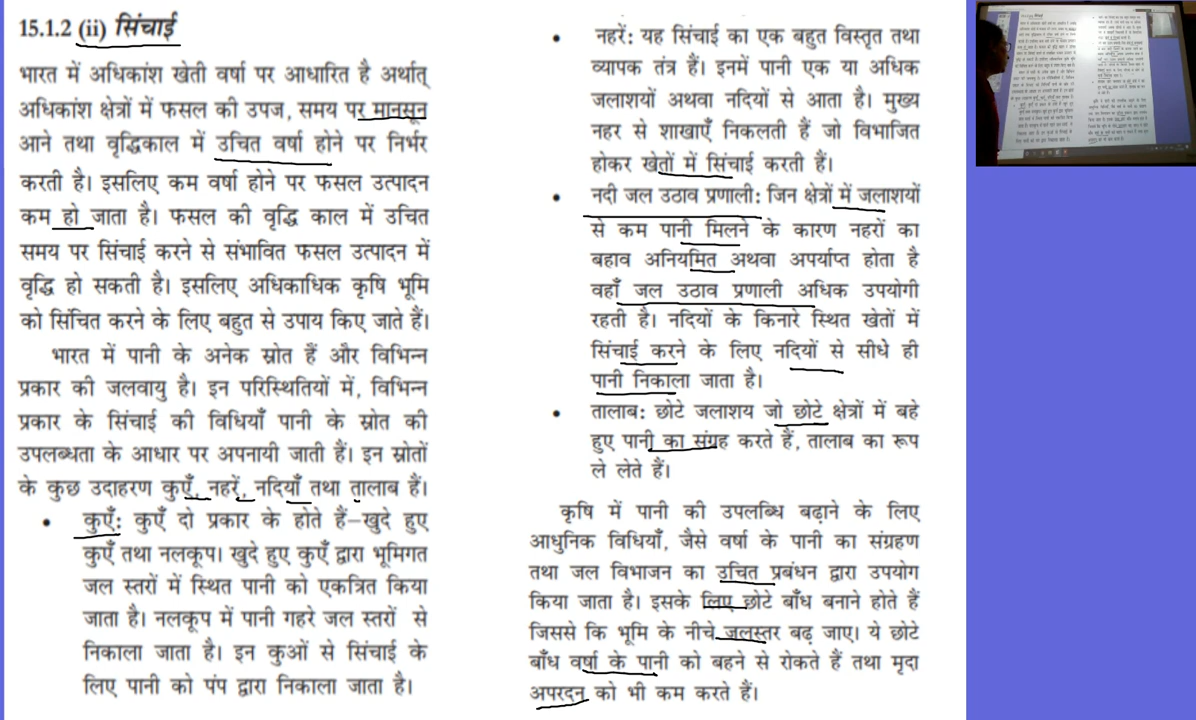 15.1.2 (ii) सिंचाई
भारत में अधिकांश खेती वर्षा पर आधारित है अर्थात्
अधिकांश क्षेत्रों में फसल की उपज, समय पर मानसून
आने तथा वृद्धिकाल में उचित वर्षा होने पर निर्भर
करती है। इसलिए कम वर्षा होने पर फसल उत्पादन
कम हो जाता है। फसल की वृद्धि काल में उचित
समय पर सिंचाई करने से संभावित फसल उत्पादन में
वृद्धि हो सकती है। इसलिए अधिकाधिक कृषि भूमि
को सिंचित करने के लिए बहुत से उपाय किए जाते हैं।
भारत में पानी के अनेक स्रोत हैं और विभिन्न
प्रकार की जलवायु है। इन परिस्थितियों में, विभिन्न
प्रकार के सिंचाई की विधियाँ पानी के स्रोत की
उपलब्धता के आधार पर अपनायी जाती हैं। इन स्रोतों
के कुछ उदाहरण कुएँ, नहरें, नदियाँ तथा तालाब हैं।
• कुएँ: कुएँ दो प्रकार के होते हैं–खुदे हुए
कुएँ तथा नलकूप। खुदे हुए कुएँ द्वारा भूमिगत
जल स्तरों में स्थित पानी को एकत्रित किया
जाता है। नलकूप में पानी गहरे जल स्तरों से
निकाला जाता है। इन कुओं से सिंचाई के
लिए पानी को पंप द्वारा निकाला जाता है।
• नहरें: यह सिंचाई का एक बहुत विस्तृत तथा
व्यापक तंत्र हैं। इनमें पानी एक या अधिक
जलाशयों अथवा नदियों से आता है। मुख्य
नहर से शाखाएँ निकलती हैं जो विभाजित
होकर खेतों में सिंचाई करती हैं।
• नदी जल उठाव प्रणाली: जिन क्षेत्रों में जलाशयों
से कम पानी मिलने के कारण नहरों का
बहाव अनियमित अथवा अपर्याप्त होता है
वहाँ जल उठाव प्रणाली अधिक उपयोगी
रहती है। नदियों के किनारे स्थित खेतों में
सिंचाई करने के लिए नदियों से सीधे ही
पानी निकाला जाता है।
• तालाब: छोटे जलाशय जो छोटे क्षेत्रों में बहे
हुए पानी का संग्रह करते हैं, तालाब का रूप
ले लेते हैं।
कृषि में पानी की उपलब्धि बढ़ाने के लिए
आधुनिक विधियाँ, जैसे वर्षा के पानी का संग्रहण
तथा जल विभाजन का उचित प्रबंधन द्वारा उपयोग
किया जाता है। इसके लिए छोटे बाँध बनाने होते हैं
जिससे कि भूमि के नीचे जलस्तर बढ़ जाए। ये छोटे
बाँध वर्षा के पानी को बहने से रोकते हैं तथा मृदा
अपरदन को भी कम करते हैं।